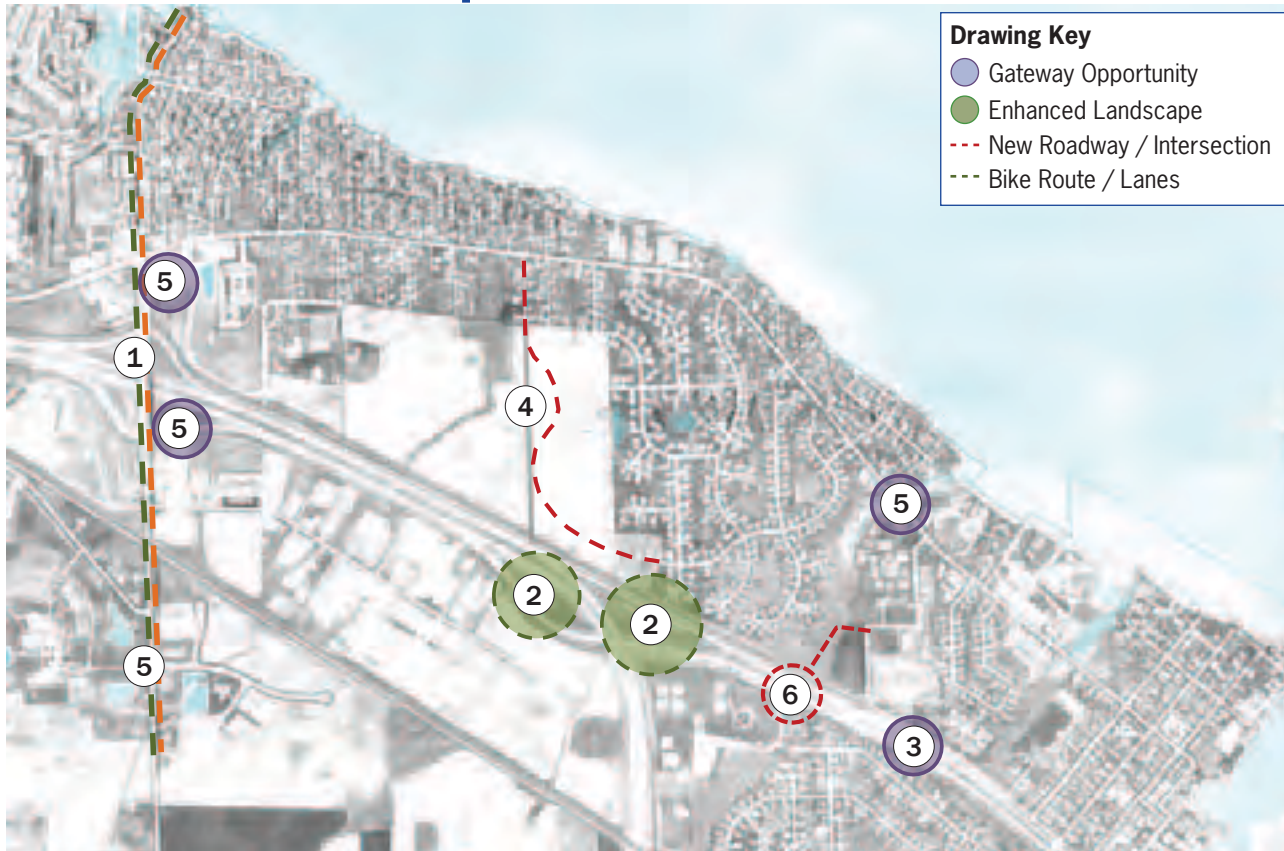 Drawing Key
Gateway Opportunity
Enhanced Landscape
New Roadway / Intersection
Bike Route / Lanes
5
1
4
5
5
2
2
5
6
3